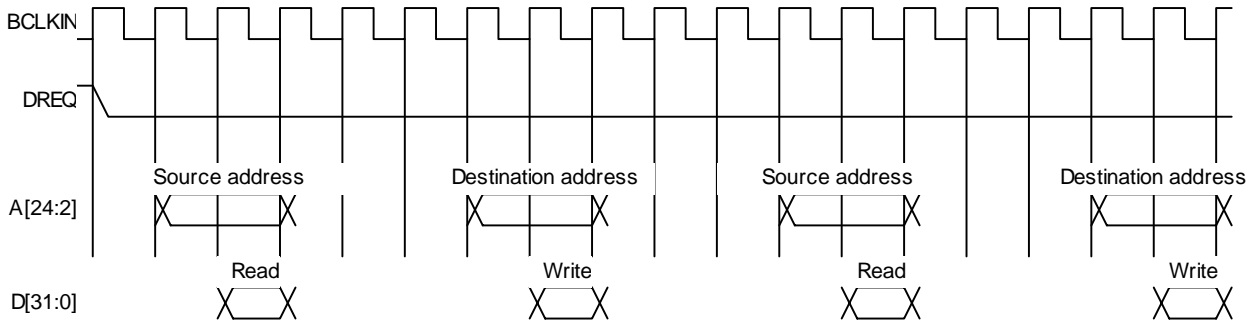 BCLKIN
DREQ
Source address Destination address Source address Destination address
A[24:2]
Read Write Read Write
D[31:0]